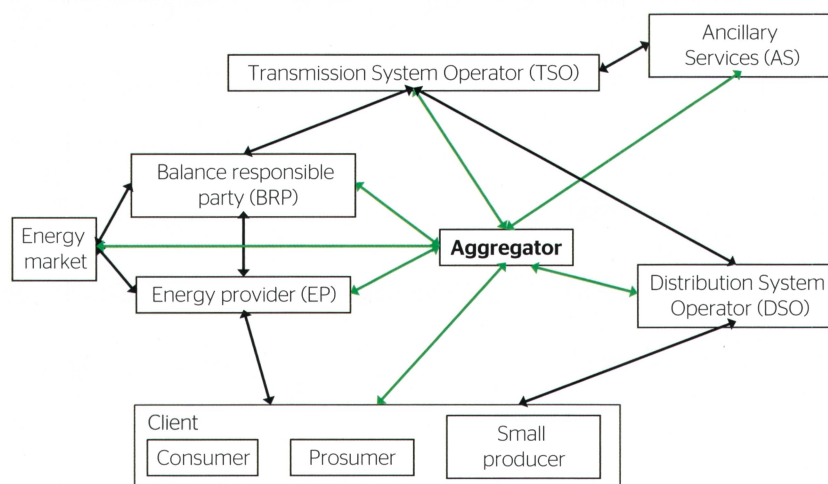 Ancillary
Services (AS)
Transmission System Operator (TSO)
Balance responsible
party (BRP)
Energy
market
Aggregator
Energy provider (EP)
Distribution System
Operator (DSO)
Client
Consumer
Prosumer
Small
producer